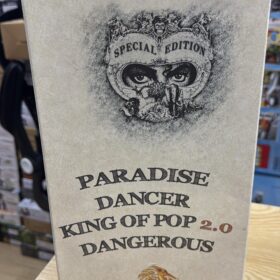 SPECIAL EDITION
PARADISE
DANCER
KING OF POP 2.0
DANGEROUS